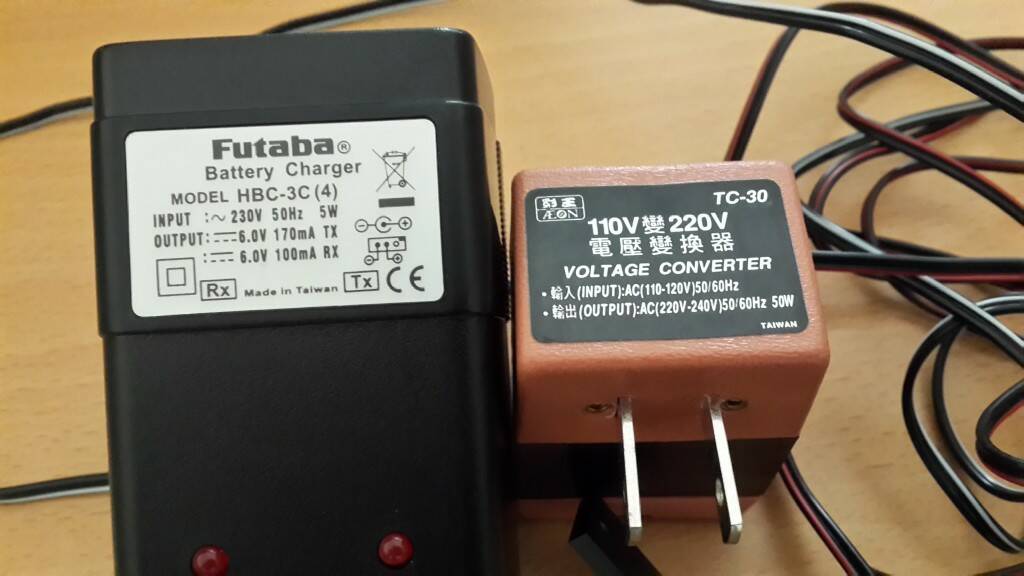 Futaba®
Battery Charger
MODEL HBC-3C(4)
INPUT :~ 230V 50Hz 5W
OUTPUT: ⎓ 6.0V 170mA TX
: ⎓ 6.0V 100mA RX
Rx Made in Taiwan Tx CE
TC-30
ÆON
110V變220V
電壓變換器
VOLTAGE CONVERTER
• 輸入(INPUT):AC(110-120V)50/60Hz
• 輸出(OUTPUT):AC(220V-240V)50/60Hz 50W
TAIWAN